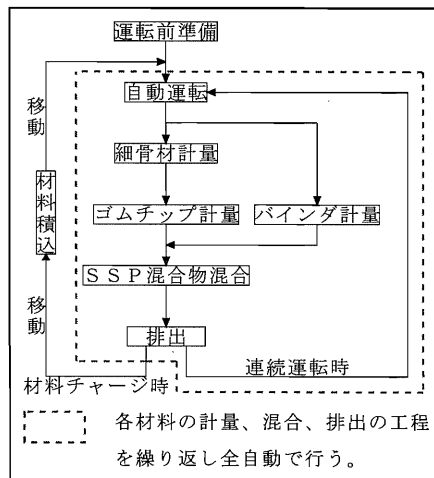 運転前準備
自動運転
移動
細骨材計量
材料積込
ゴムチップ計量
バインダ計量
SSP混合物混合
移動
排出
連続運転時
材料チャージ時
各材料の計量、混合、排出の工程
を繰り返し全自動で行う。